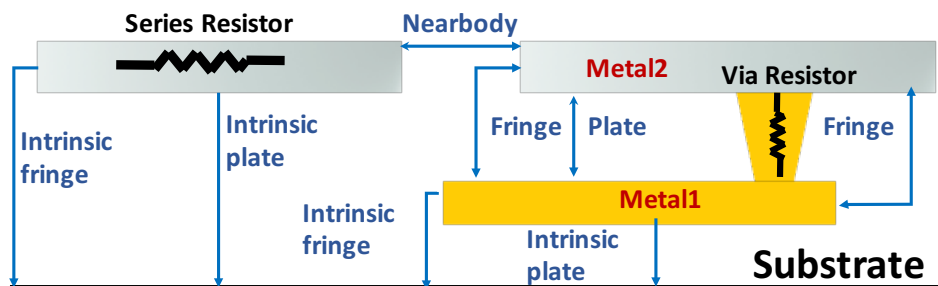 Series Resistor
Nearbody
Metal2
Via Resistor
Intrinsic
fringe
Intrinsic
plate
Fringe
Plate
Fringe
Metal1
Intrinsic
fringe
Intrinsic
plate
Substrate